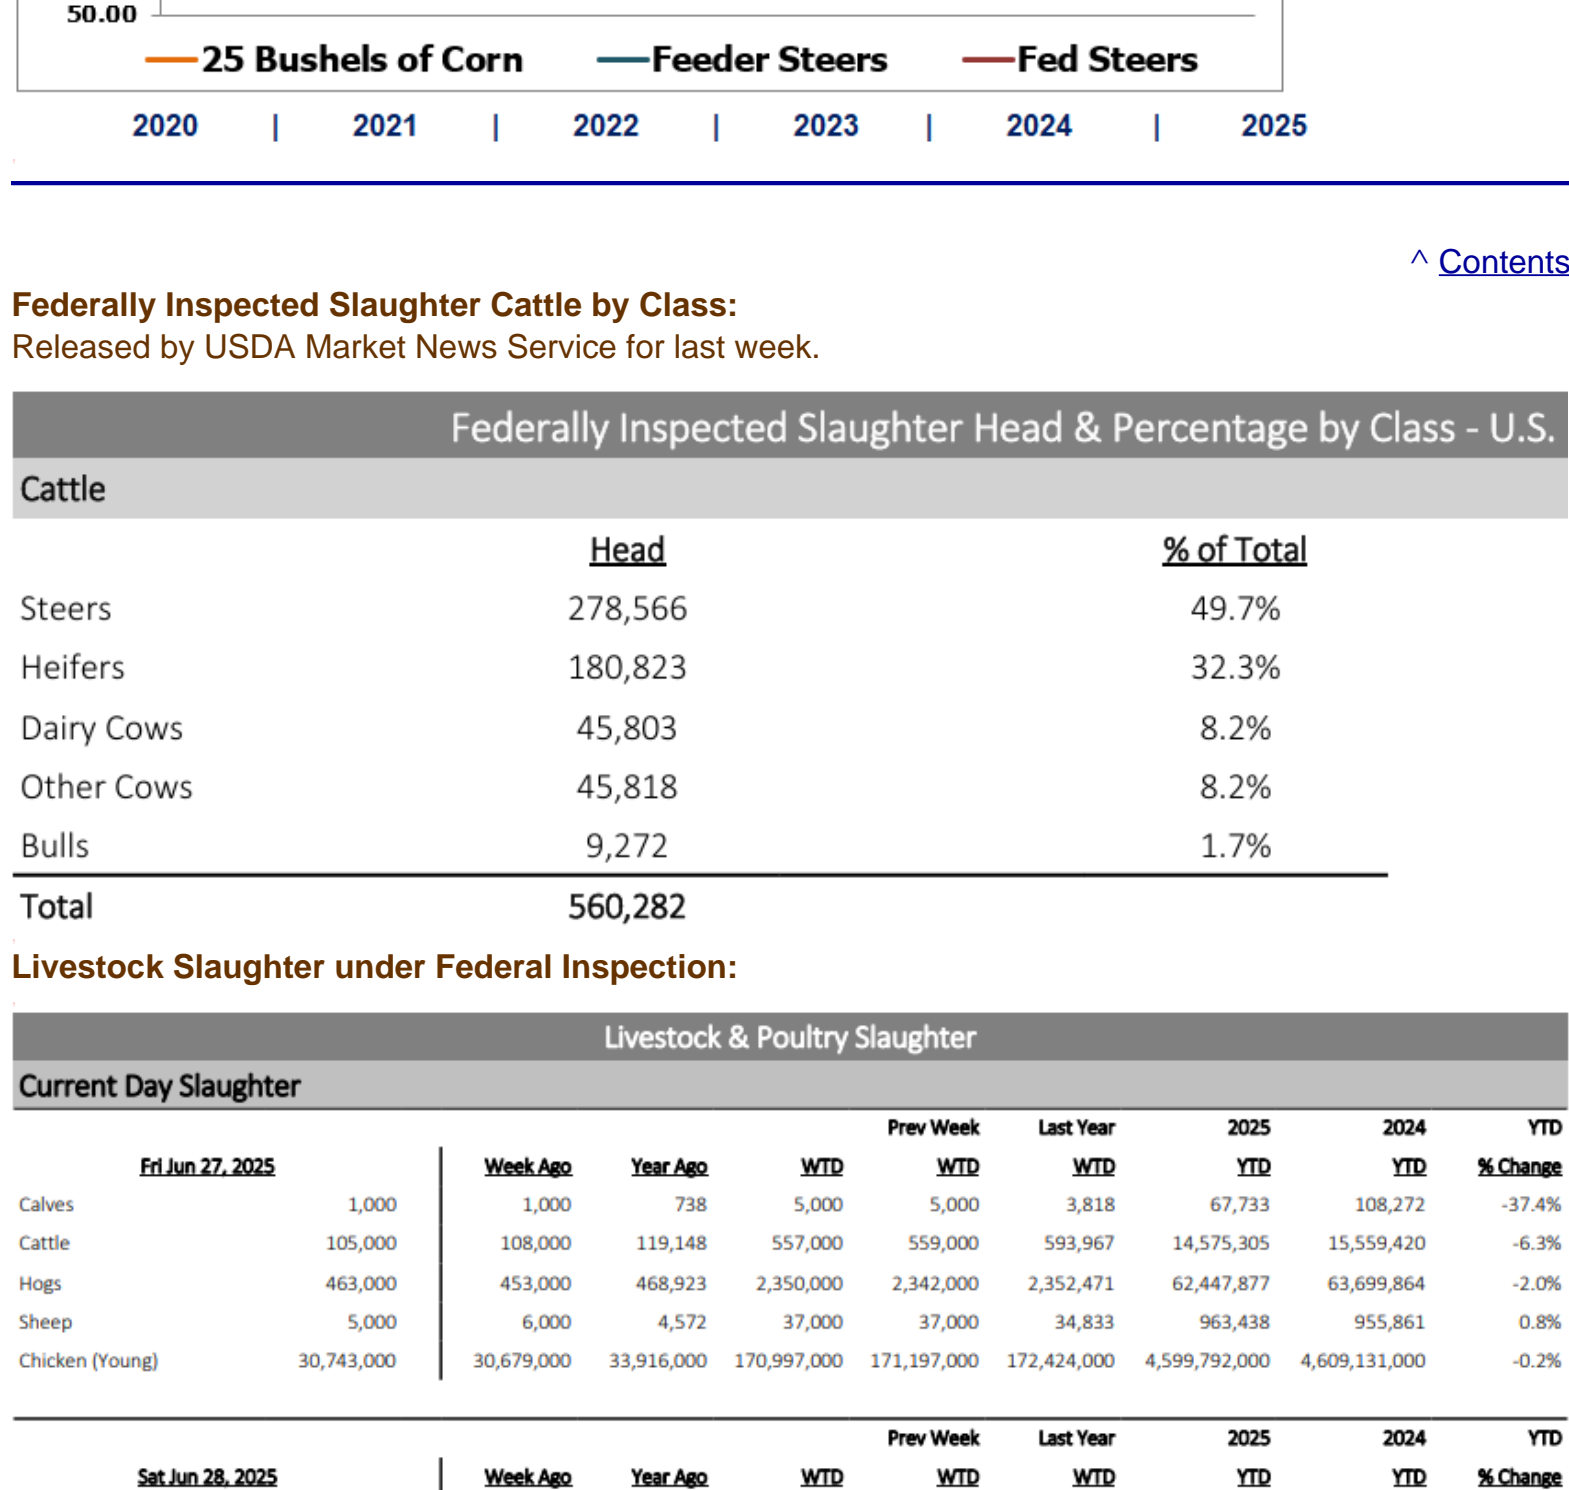 50.00
25 Bushels of Corn Feeder Steers Fed Steers
2020 | 2021 | 2022 | 2023 | 2024 | 2025
^ Contents
Federally Inspected Slaughter Cattle by Class:
Released by USDA Market News Service for last week.
Federally Inspected Slaughter Head & Percentage by Class - U.S.
Cattle
Head % of Total
Steers 278,566 49.7%
Heifers 180,823 32.3%
Dairy Cows 45,803 8.2%
Other Cows 45,818 8.2%
Bulls 9,272 1.7%
Total 560,282
Livestock Slaughter under Federal Inspection:
Livestock & Poultry Slaughter
Current Day Slaughter
Prev Week Last Year 2025 2024 YTD
Fri Jun 27, 2025 Week Ago Year Ago WTD WTD WTD YTD YTD % Change
Calves 1,000 1,000 738 5,000 5,000 3,818 67,733 108,272 -37.4%
Cattle 105,000 108,000 119,148 557,000 559,000 593,967 14,575,305 15,559,420 -6.3%
Hogs 463,000 453,000 468,923 2,350,000 2,342,000 2,352,471 62,447,877 63,699,864 -2.0%
Sheep 5,000 6,000 4,572 37,000 37,000 34,833 963,438 955,861 0.8%
Chicken (Young) 30,743,000 30,679,000 33,916,000 170,997,000 171,197,000 172,424,000 4,599,792,000 4,609,131,000 -0.2%
Prev Week Last Year 2025 2024 YTD
Sat Jun 28, 2025 Week Ago Year Ago WTD WTD WTD YTD YTD % Change